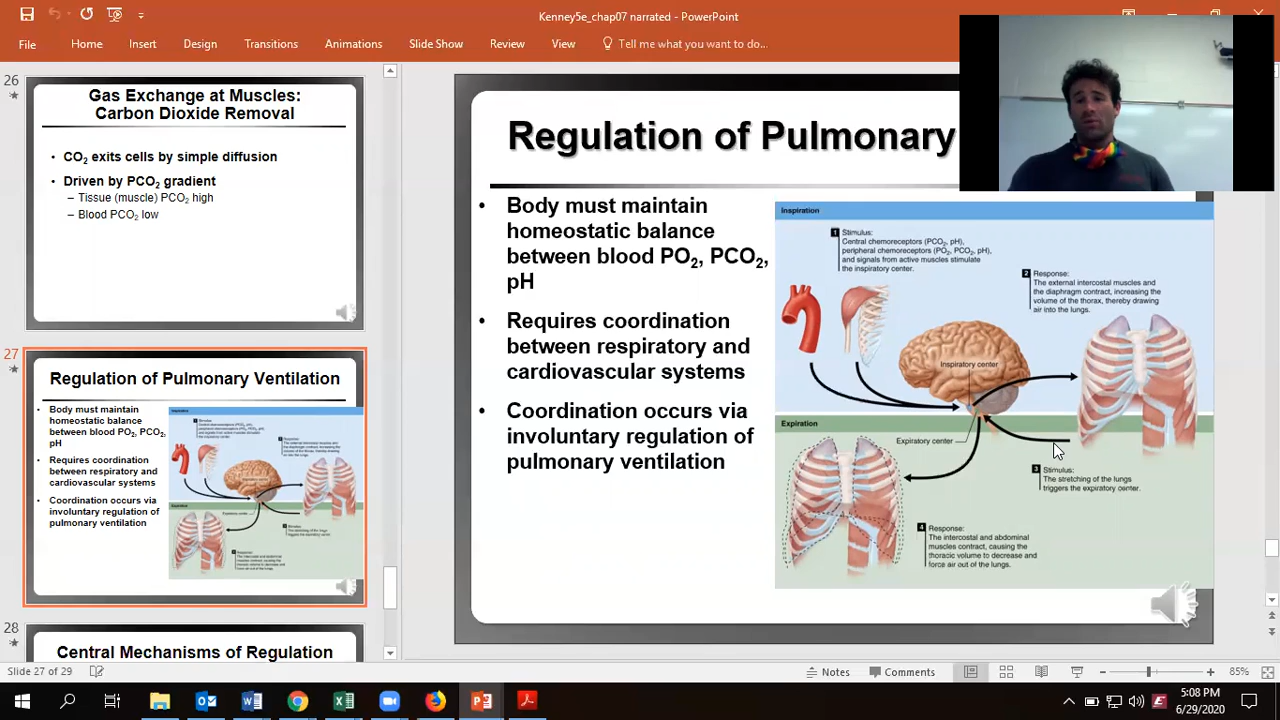 Kenney5e_chap07 narrated - PowerPoint
File Home Insert Design Transitions Animations Slide Show Review View Tell me what you want to do...
26
Gas Exchange at Muscles:
Carbon Dioxide Removal
• CO₂ exits cells by simple diffusion
• Driven by PCO₂ gradient
– Tissue (muscle) PCO₂ high
– Blood PCO₂ low
27
Regulation of Pulmonary Ventilation
• Body must maintain
homeostatic balance
between blood PO₂, PCO₂,
pH
• Requires coordination
between respiratory and
cardiovascular systems
• Coordination occurs via
involuntary regulation of
pulmonary ventilation
28
Central Mechanisms of Regulation
Regulation of Pulmonary
• Body must maintain
homeostatic balance
between blood PO₂, PCO₂,
pH
• Requires coordination
between respiratory and
cardiovascular systems
• Coordination occurs via
involuntary regulation of
pulmonary ventilation
Inspiration
1 Stimulus:
Central chemoreceptors (PCO₂, pH),
peripheral chemoreceptors (PO₂, PCO₂, pH),
and signals from active muscles stimulate
the inspiratory center.
2 Response:
The external intercostal muscles and
the diaphragm contract, increasing the
volume of the thorax, thereby drawing
air into the lungs.
Inspiratory center
Expiration
Expiratory center
3 Stimulus:
The stretching of the lungs
triggers the expiratory center.
4 Response:
The intercostal and abdominal
muscles contract, causing the
thoracic volume to decrease and
force air out of the lungs.
Slide 27 of 29
Notes Comments 85%
5:08 PM
6/29/2020